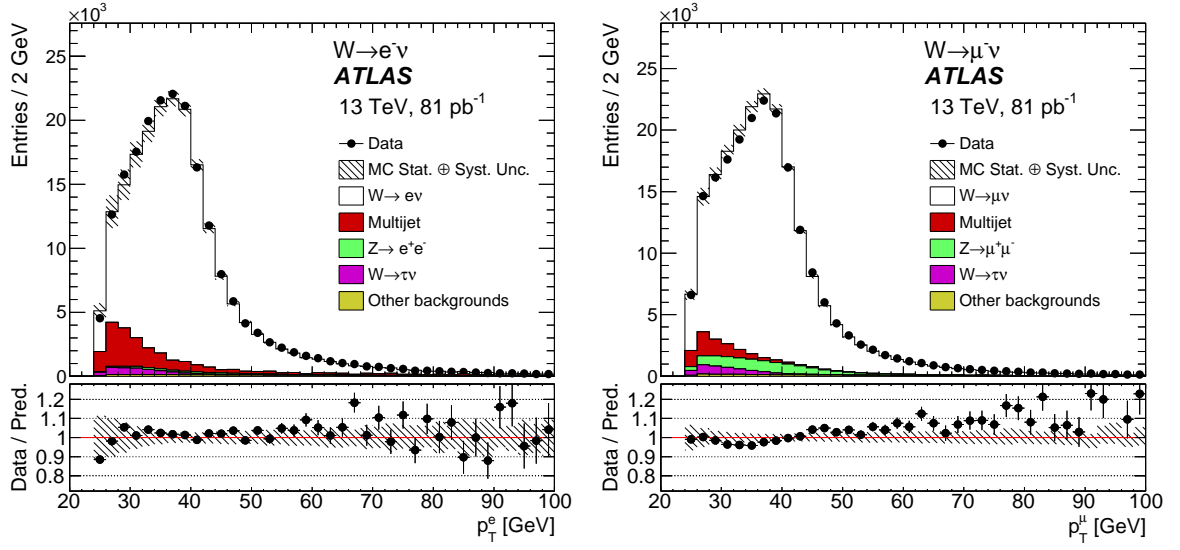 ×10³
Entries / 2 GeV
25
20
15
10
5
0
W→e⁻ν
ATLAS
13 TeV, 81 pb⁻¹
Data
MC Stat. ⊕ Syst. Unc.
W→ eν
Multijet
Z→ e⁺e⁻
W→τν
Other backgrounds
Data / Pred.
1.2
1.1
1
0.9
0.8
20 30 40 50 60 70 80 90 100
p_T^e [GeV]
×10³
Entries / 2 GeV
25
20
15
10
5
0
W→μ⁻ν
ATLAS
13 TeV, 81 pb⁻¹
Data
MC Stat. ⊕ Syst. Unc.
W→μν
Multijet
Z→μ⁺μ⁻
W→τν
Other backgrounds
Data / Pred.
1.2
1.1
1
0.9
0.8
20 30 40 50 60 70 80 90 100
p_T^μ [GeV]